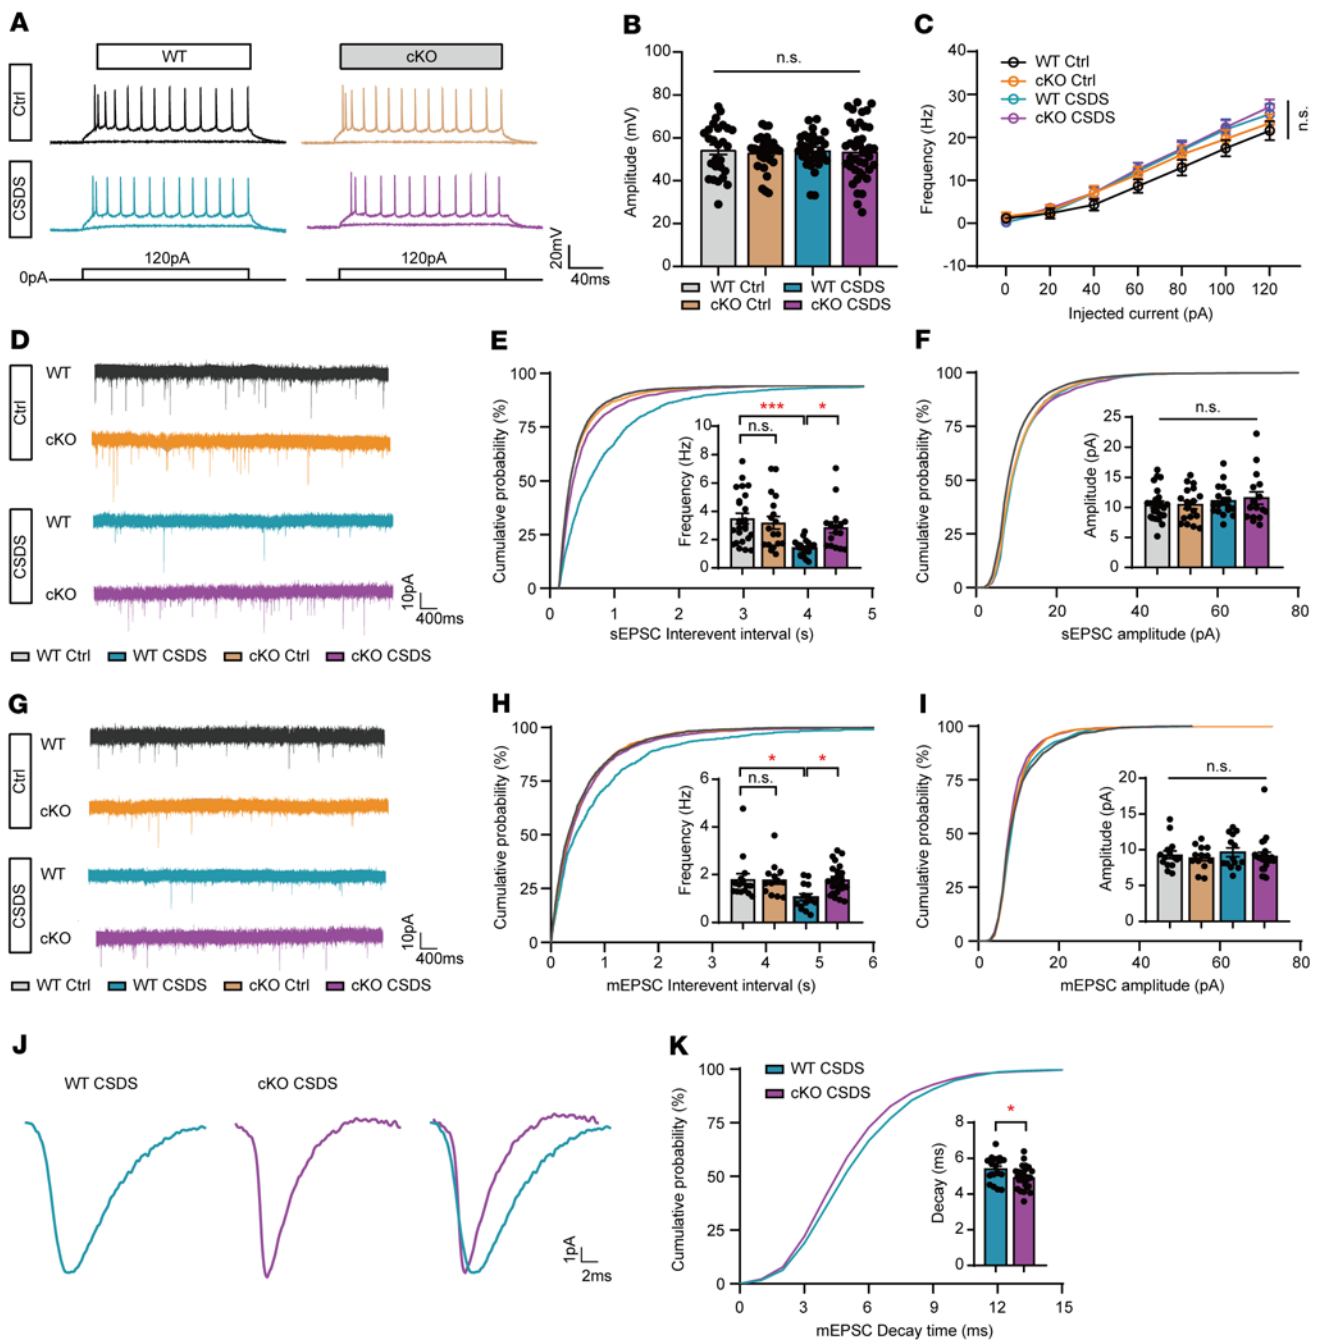 A
WT
cKO
Ctrl
CSDS
120pA
120pA
0pA
20mV
40ms
B
n.s.
Amplitude (mV)
100
80
60
40
20
0
WT Ctrl
WT CSDS
cKO Ctrl
cKO CSDS
C
WT Ctrl
cKO Ctrl
WT CSDS
cKO CSDS
n.s.
Frequency (Hz)
40
30
20
10
0
-10
0 20 40 60 80 100 120
Injected current (pA)
D
Ctrl
WT
cKO
CSDS
WT
cKO
10pA
400ms
WT Ctrl WT CSDS cKO Ctrl cKO CSDS
E
Cumulative probability (%)
100
75
50
25
0
0 1 2 3 4 5
sEPSC Interevent interval (s)
*** *
n.s.
Frequency (Hz)
10
8
6
4
2
0
F
Cumulative probability (%)
100
75
50
25
0
0 20 40 60 80
sEPSC amplitude (pA)
n.s.
Amplitude (pA)
25
20
15
10
5
0
G
Ctrl
WT
cKO
CSDS
WT
cKO
10pA
400ms
WT Ctrl WT CSDS cKO Ctrl cKO CSDS
H
Cumulative probability (%)
100
75
50
25
0
0 1 2 3 4 5 6
mEPSC Interevent interval (s)
* *
n.s.
Frequency (Hz)
6
4
2
0
I
Cumulative probability (%)
100
75
50
25
0
0 20 40 60 80
mEPSC amplitude (pA)
n.s.
Amplitude (pA)
20
15
10
5
0
J
WT CSDS
cKO CSDS
1pA
2ms
K
WT CSDS
cKO CSDS
Cumulative probability (%)
100
75
50
25
0
0 3 6 9 12 15
mEPSC Decay time (ms)
*
Decay (ms)
8
6
4
2
0